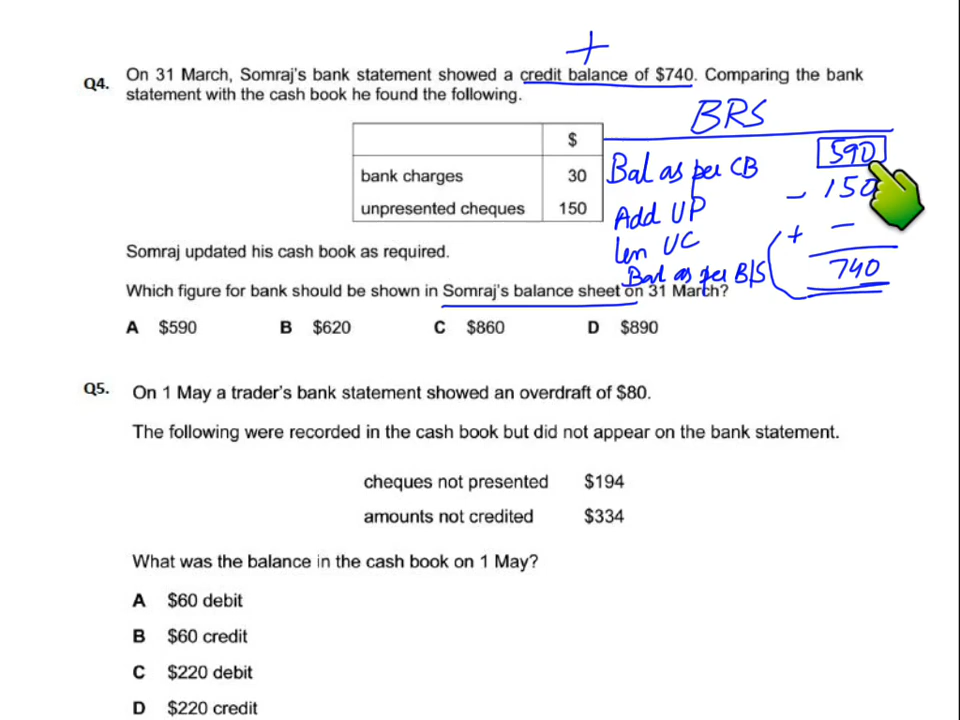 +
Q4. On 31 March, Somraj's bank statement showed a credit balance of $740. Comparing the bank
statement with the cash book he found the following.
BRS
$
bank charges 30
unpresented cheques 150
Bal as per CB 590
Add UP - 150
Less UC + -
Bal as per B/S 740
Somraj updated his cash book as required.
Which figure for bank should be shown in Somraj's balance sheet on 31 March?
A $590 B $620 C $860 D $890
Q5. On 1 May a trader's bank statement showed an overdraft of $80.
The following were recorded in the cash book but did not appear on the bank statement.
cheques not presented $194
amounts not credited $334
What was the balance in the cash book on 1 May?
A $60 debit
B $60 credit
C $220 debit
D $220 credit